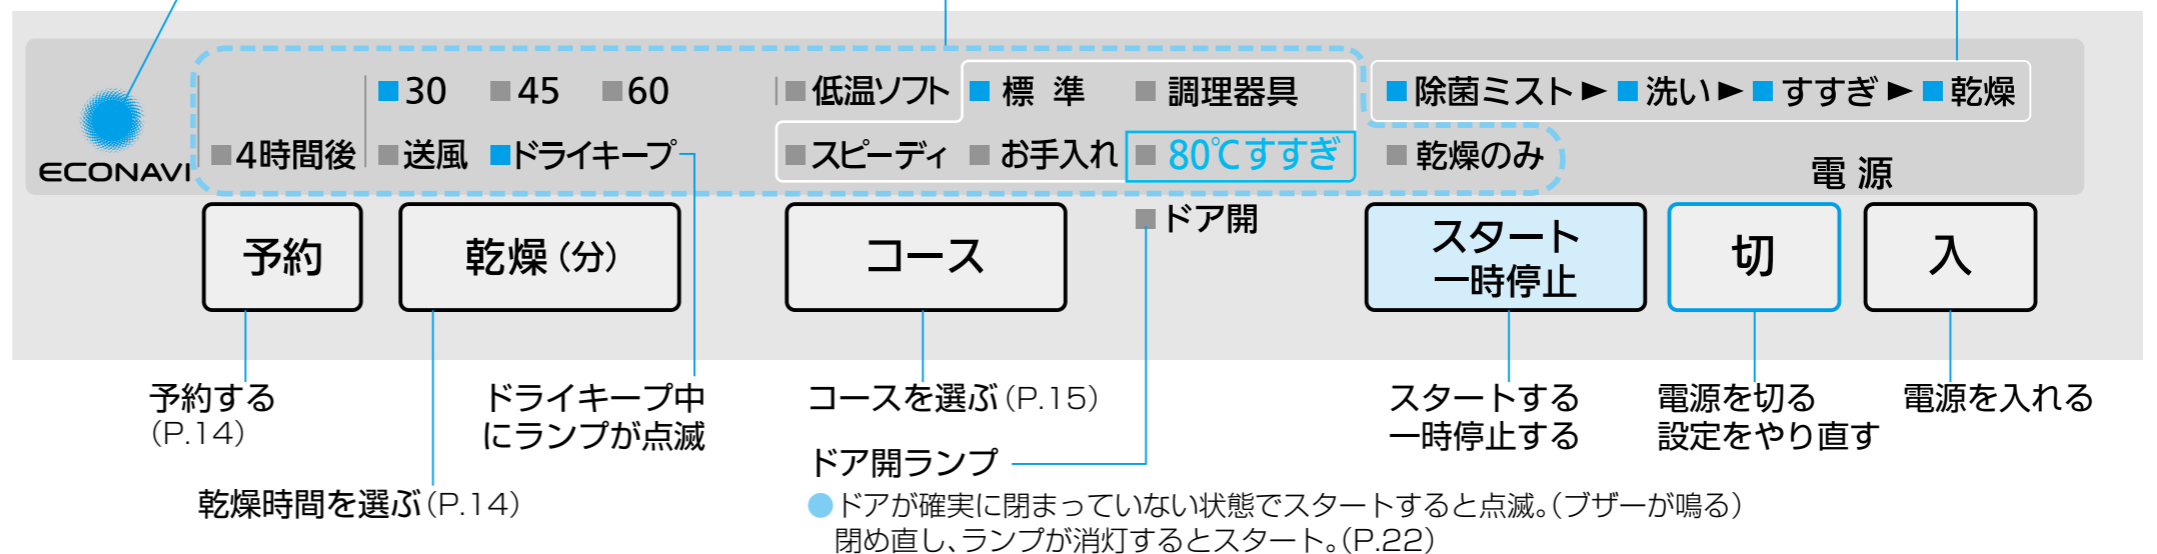 ■30 ■45 ■60 ■低温ソフト ■標 準 ■調理器具 ■除菌ミスト▶■洗い▶■すすぎ▶■乾燥
ECONAVI ■4時間後 ■送風 ■ドライキープ ■スピーディ ■お手入れ ■80℃すすぎ ■乾燥のみ 電 源
■ドア開
予約 乾燥(分) コース スタート 一時停止 切 入
予約する
(P.14)
ドライキープ中
にランプが点滅
コースを選ぶ(P.15)
スタートする
一時停止する
電源を切る
設定をやり直す
電源を入れる
乾燥時間を選ぶ(P.14)
ドア開ランプ
●ドアが確実に閉まっていない状態でスタートすると点滅。(ブザーが鳴る)
閉め直し、ランプが消灯するとスタート。(P.22)